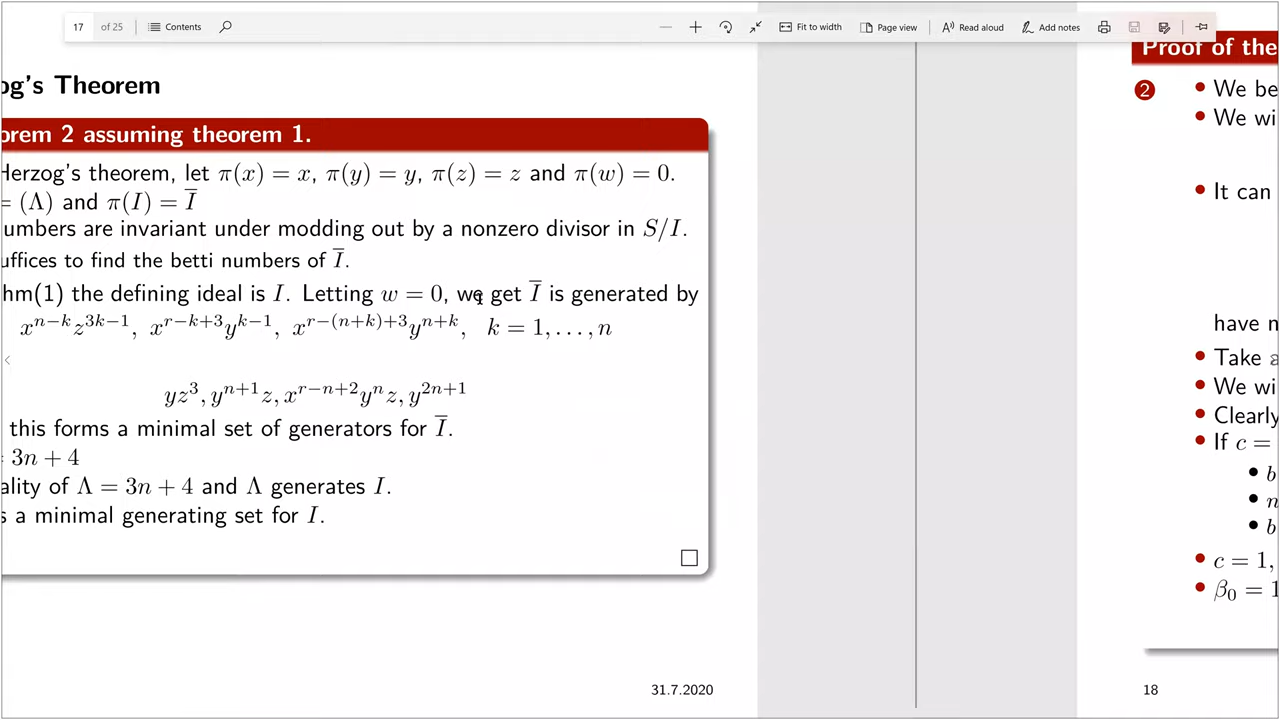 17 of 25 Contents Fit to width Page view Read aloud Add notes
og's Theorem
orem 2 assuming theorem 1.
Herzog's theorem, let π(x) = x, π(y) = y, π(z) = z and π(w) = 0.
= (Λ) and π(I) = I̅
umbers are invariant under modding out by a nonzero divisor in S/I.
uffices to find the betti numbers of I̅.
hm(1) the defining ideal is I. Letting w = 0, we get I̅ is generated by
x^{n−k}z^{3k−1}, x^{r−k+3}y^{k−1}, x^{r−(n+k)+3}y^{n+k}, k = 1, . . . , n
yz^3, y^{n+1}z, x^{r−n+2}y^n z, y^{2n+1}
this forms a minimal set of generators for I̅.
= 3n + 4
ality of Λ = 3n + 4 and Λ generates I.
s a minimal generating set for I.
31.7.2020
Proof of the
2 • We be
• We wi
• It can
have n
• Take a
• We wi
• Clearly
• If c =
• b
• n
• b
• c = 1,
• β_0 = 1
18